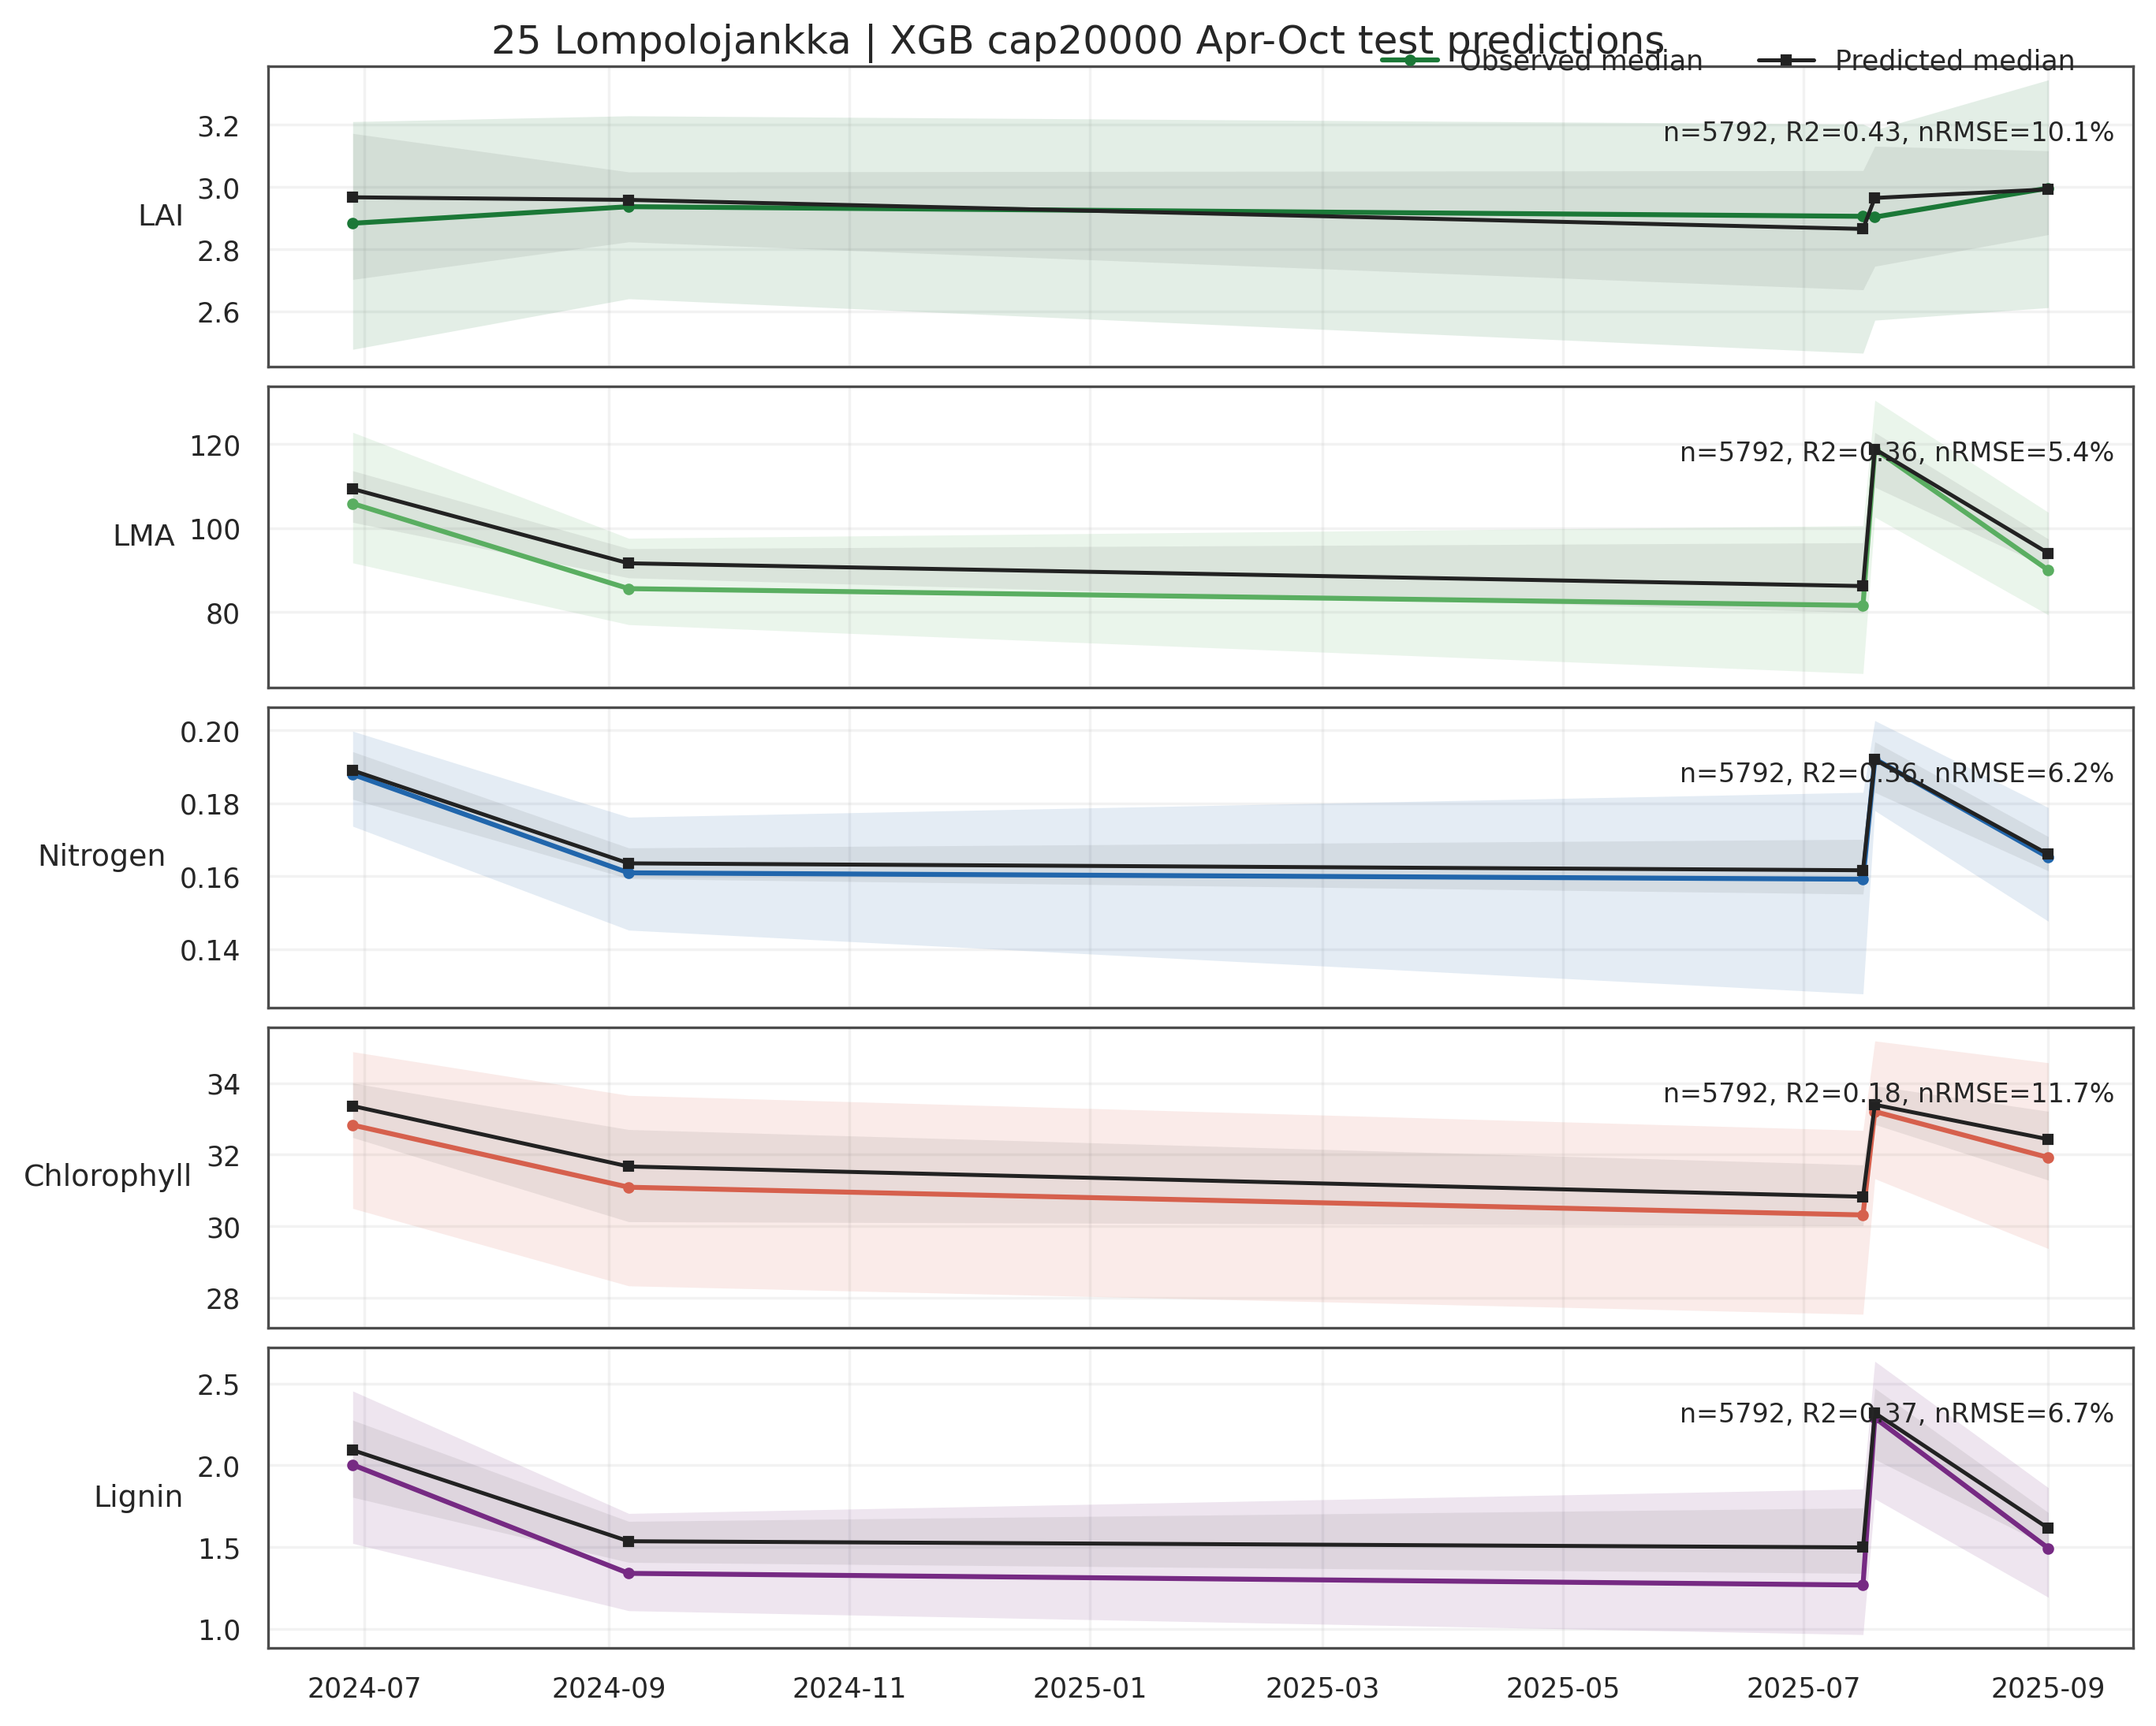 25 Lompolojankka | XGB cap20000 Apr-Oct test predictions
Observed median
Predicted median
n=5792, R2=0.43, nRMSE=10.1%
LAI
3.2
3.0
2.8
2.6
n=5792, R2=0.36, nRMSE=5.4%
LMA
120
100
80
n=5792, R2=0.36, nRMSE=6.2%
Nitrogen
0.20
0.18
0.16
0.14
n=5792, R2=0.18, nRMSE=11.7%
Chlorophyll
34
32
30
28
n=5792, R2=0.37, nRMSE=6.7%
Lignin
2.5
2.0
1.5
1.0
2024-07
2024-09
2024-11
2025-01
2025-03
2025-05
2025-07
2025-09